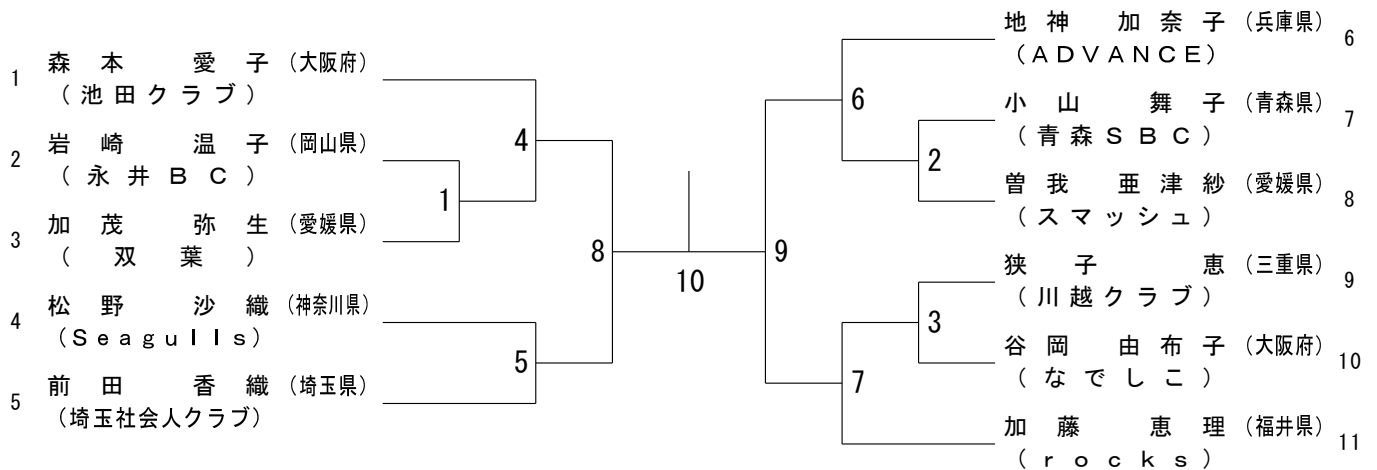 1 森本 愛子 (大阪府)
(池田クラブ)
2 岩崎 温子 (岡山県)
(永井BC)
3 加茂 弥生 (愛媛県)
(双葉)
4 松野 沙織 (神奈川県)
(Seagulls)
5 前田 香織 (埼玉県)
(埼玉社会人クラブ)
4
1
8
5
10
地神 加奈子 (兵庫県) 6
(ADVANCE)
小山 舞子 (青森県) 7
(青森SBC)
曽我 亜津紗 (愛媛県) 8
(スマッシュ)
狭子 恵 (三重県) 9
(川越クラブ)
谷岡 由布子 (大阪府) 10
(なでしこ)
加藤 恵理 (福井県) 11
(rocks)
6
2
9
3
7